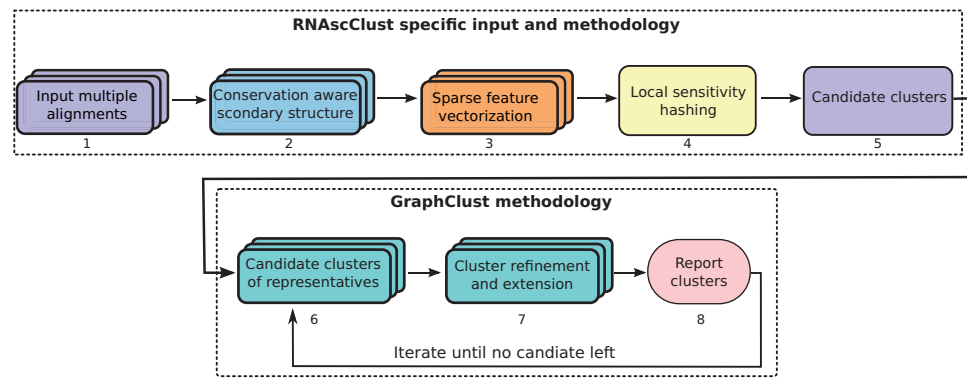 RNAscClust specific input and methodology
Input multiple
alignments
1
Conservation aware
scondary structure
2
Sparse feature
vectorization
3
Local sensitivity
hashing
4
Candidate clusters
5
GraphClust methodology
Candidate clusters
of representatives
6
Cluster refinement
and extension
7
Report
clusters
8
Iterate until no candiate left